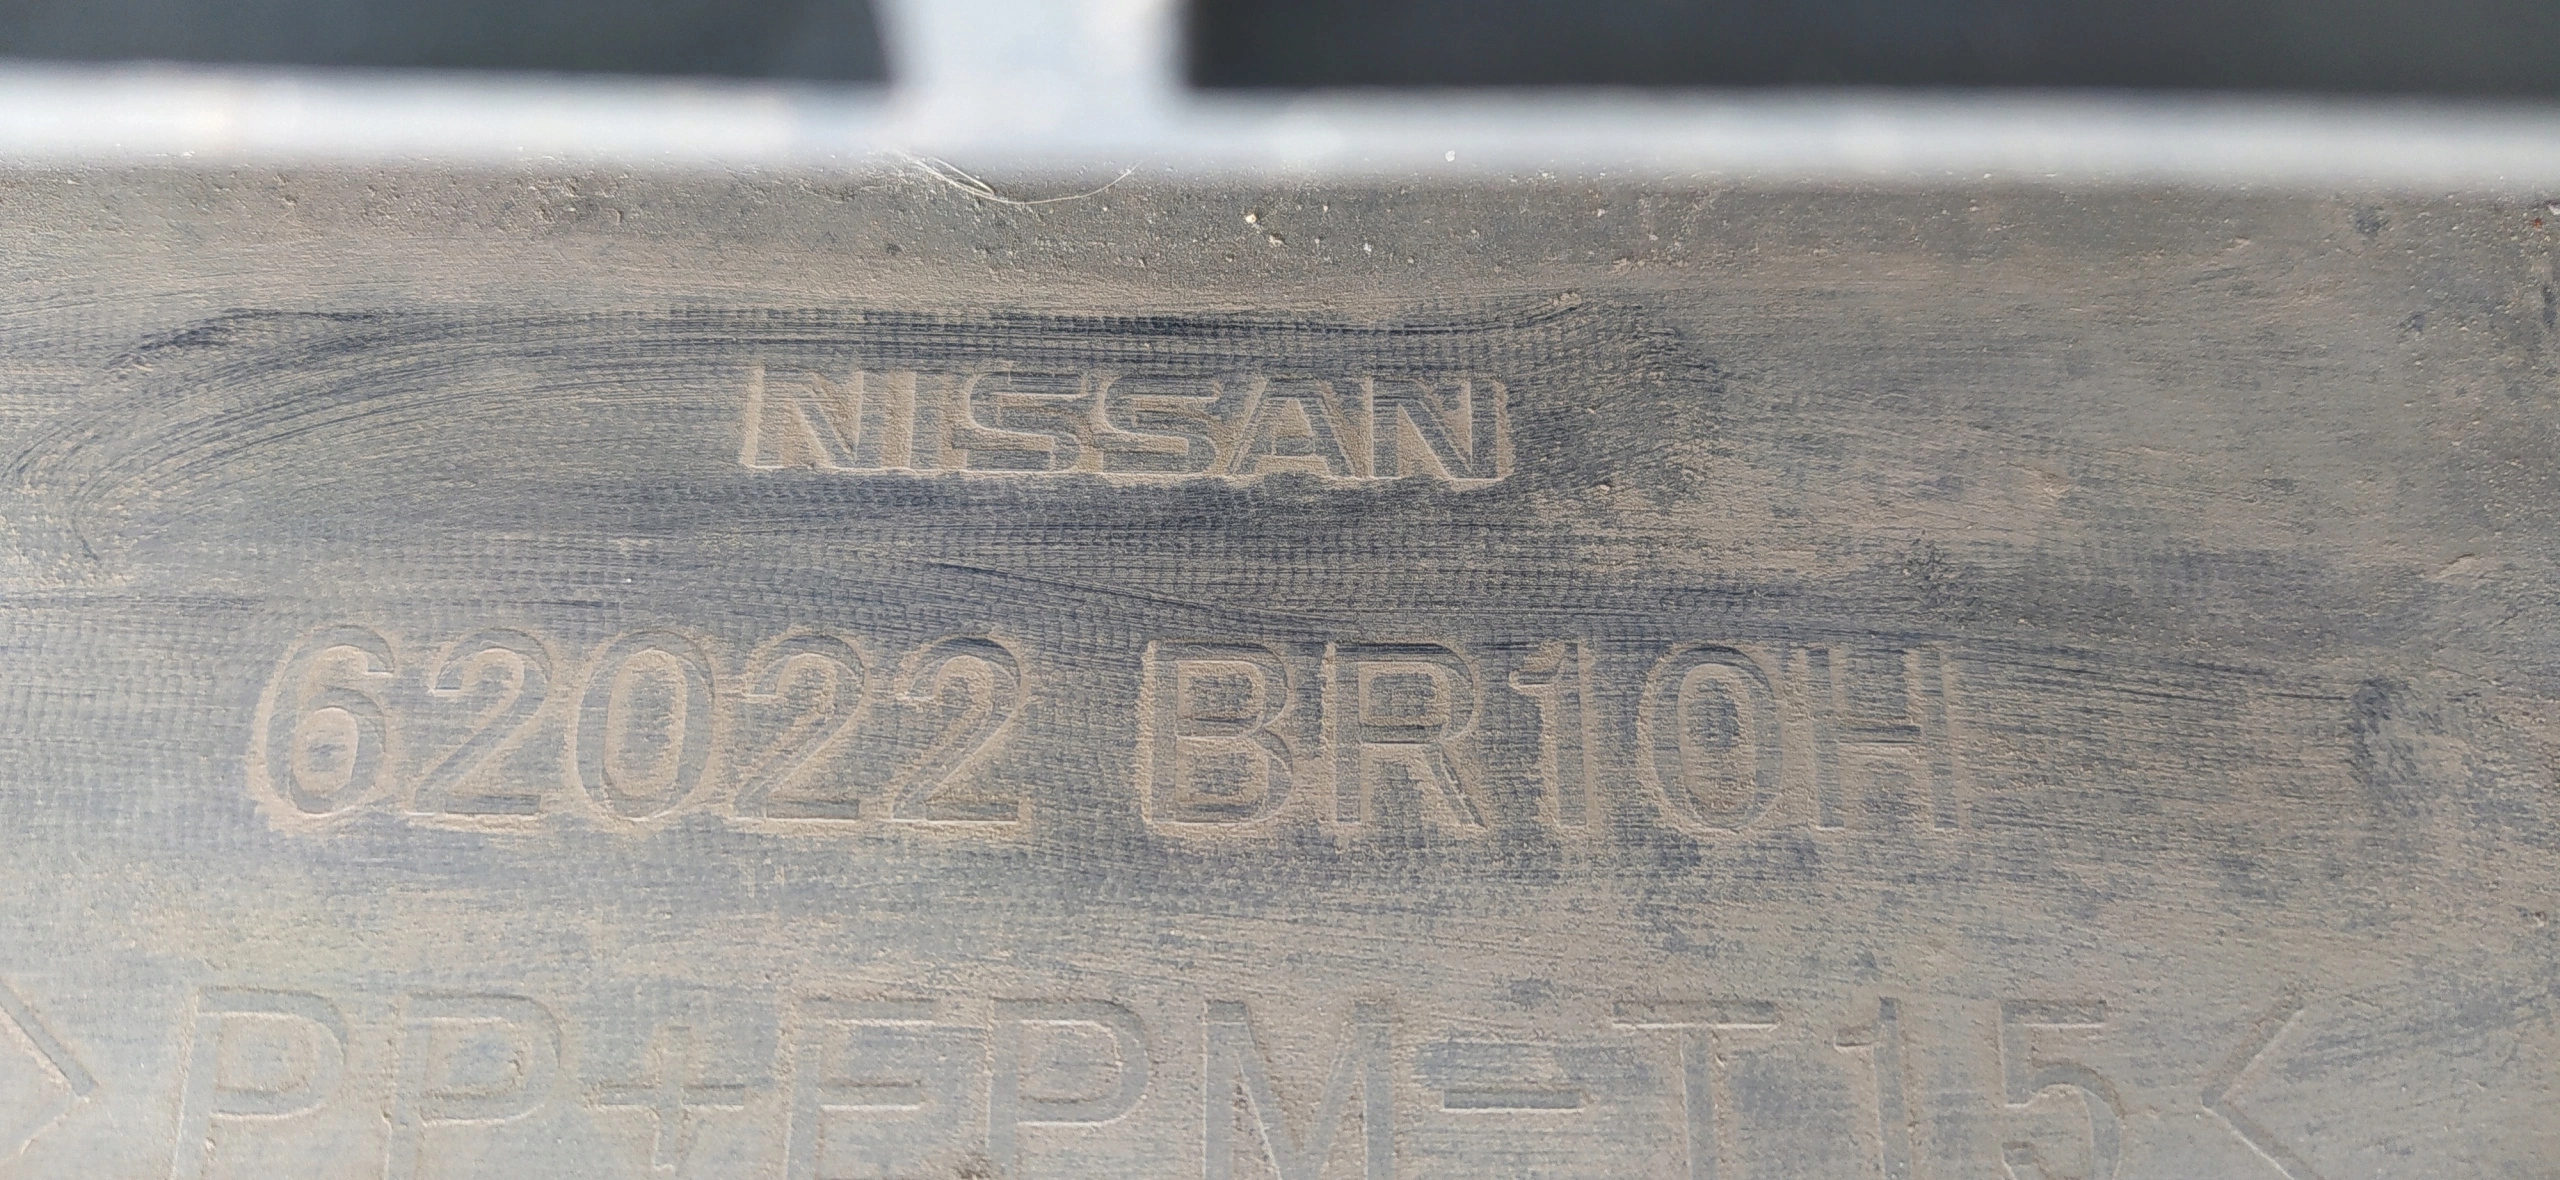 NISSAN
62022 BR10H
>PP+EPM-T15<